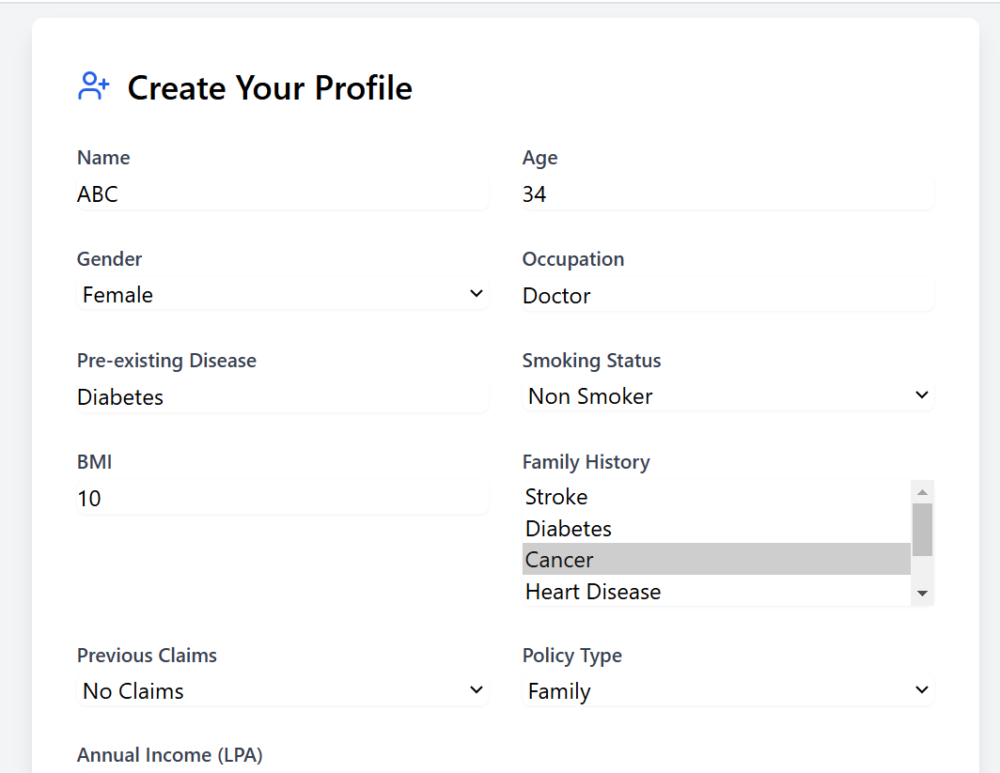 Create Your Profile
Name
Age
ABC
34
Gender
Occupation
Female
Doctor
Pre-existing Disease
Smoking Status
Diabetes
Non Smoker
BMI
Family History
10
Stroke
Diabetes
Cancer
Heart Disease
Previous Claims
Policy Type
No Claims
Family
Annual Income (LPA)